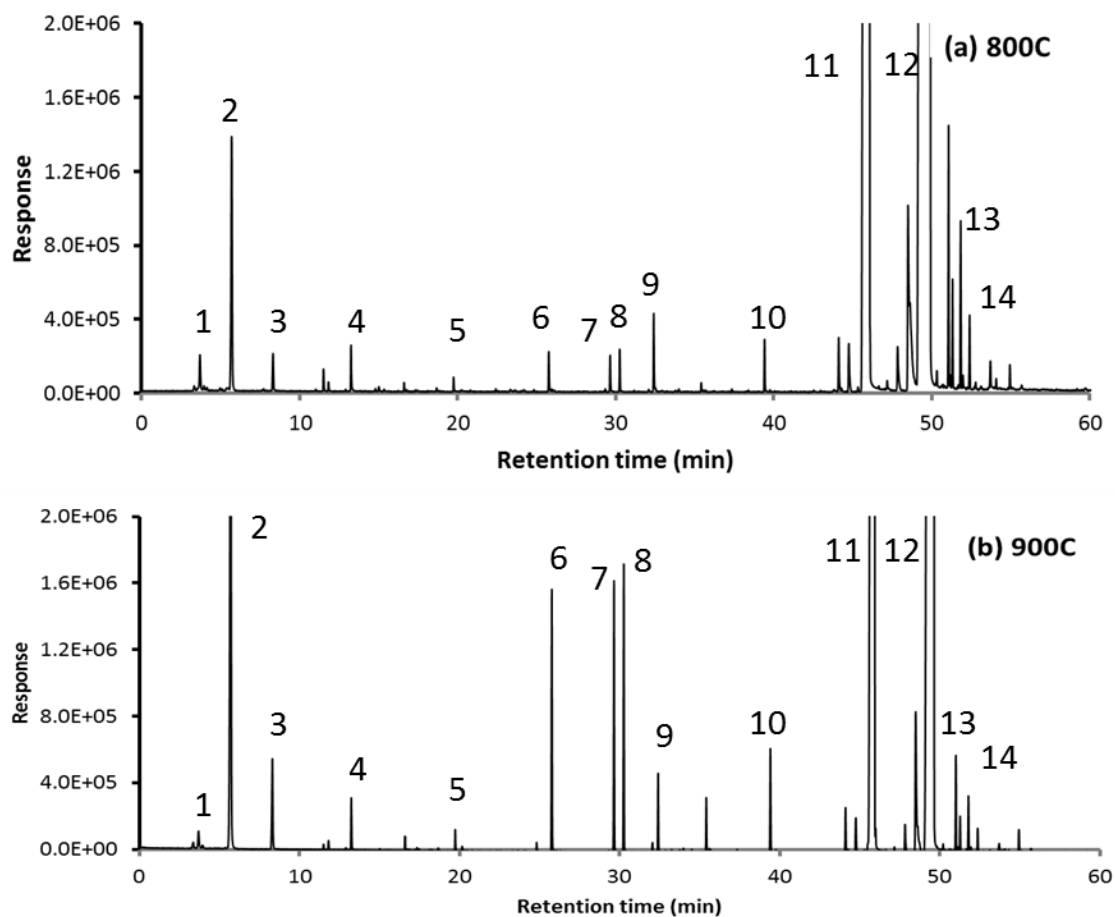 2.0E+06
1.6E+06
1.2E+06
8.0E+05
4.0E+05
0.0E+00
Response
(a) 800C
1 2 3 4 5 6 7 8 9 10 11 12 13 14
0 10 20 30 40 50 60
Retention time (min)
2.0E+06
1.6E+06
1.2E+06
8.0E+05
4.0E+05
0.0E+00
Response
(b) 900C
1 2 3 4 5 6 7 8 9 10 11 12 13 14
0 10 20 30 40 50 60
Retention time (min)